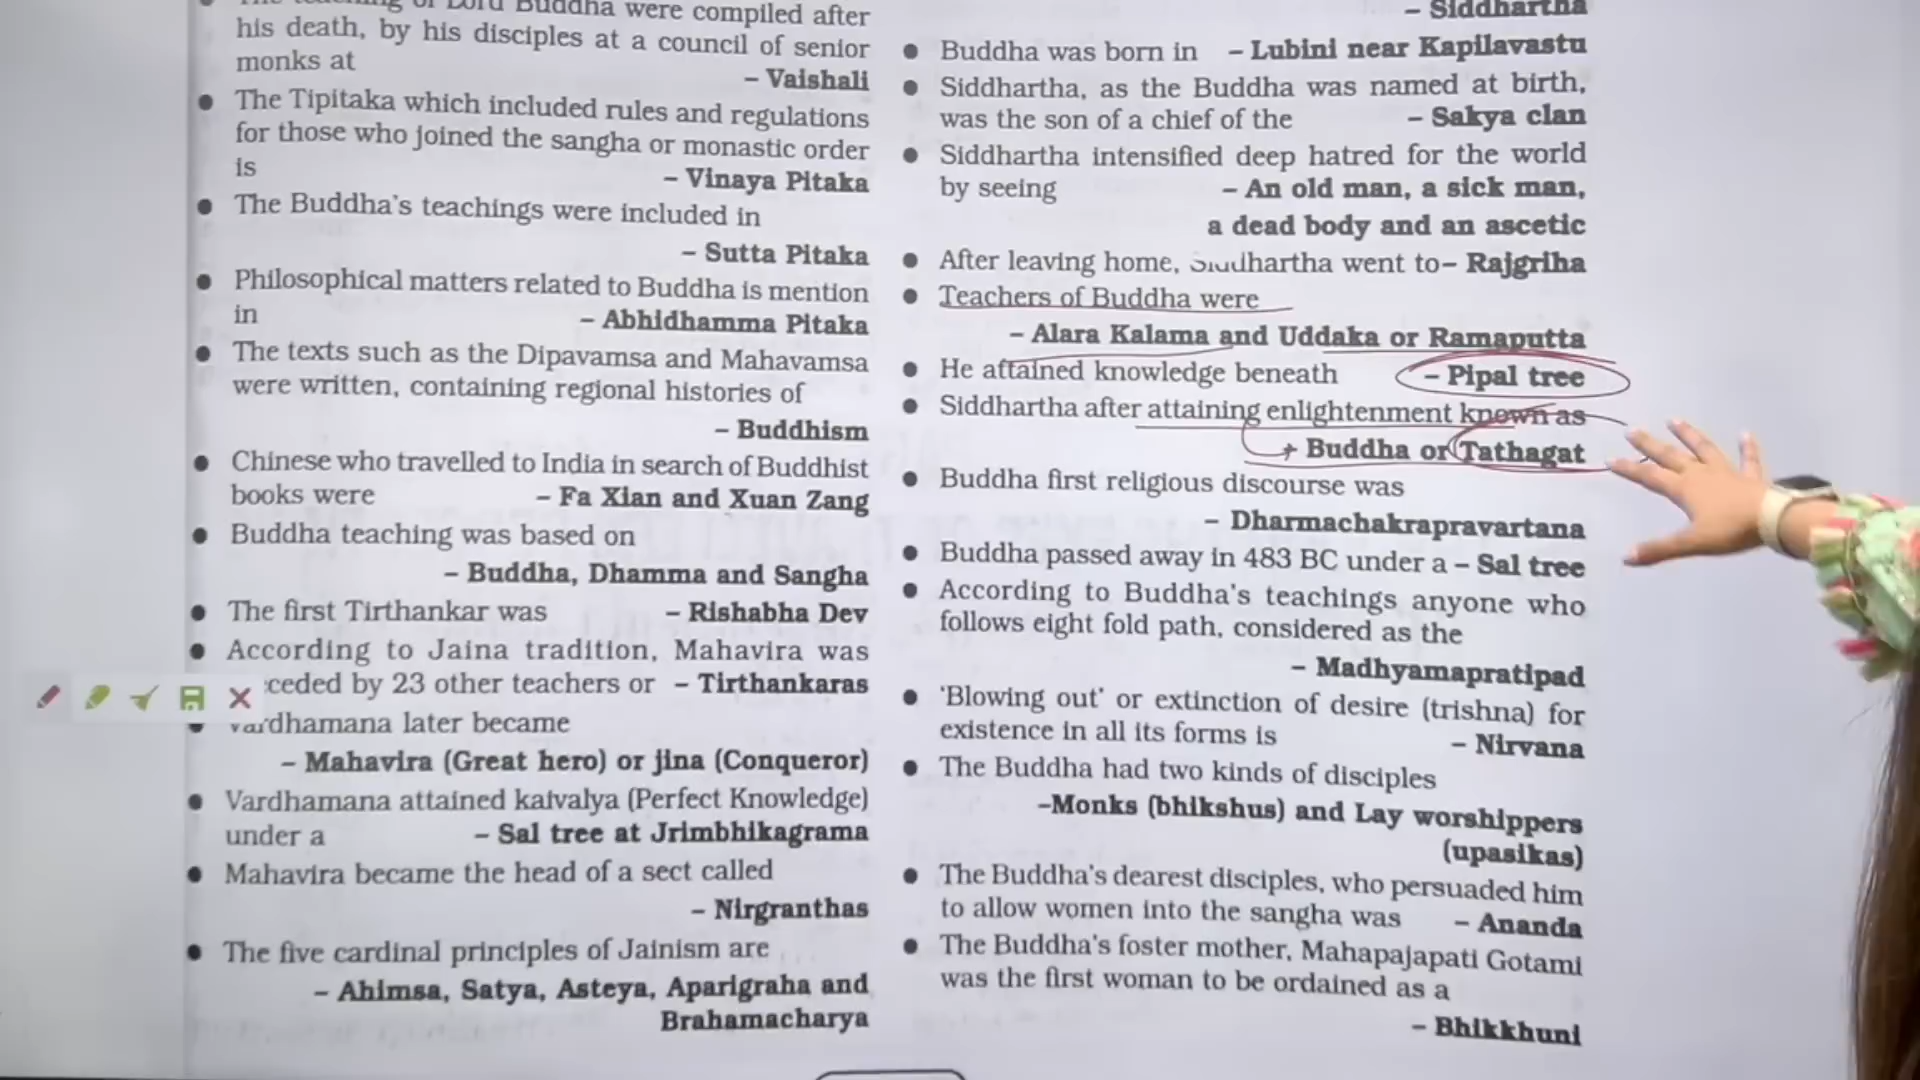 The teaching of Lord Buddha were compiled after
his death, by his disciples at a council of senior
monks at – Vaishali
The Tipitaka which included rules and regulations
for those who joined the sangha or monastic order
is – Vinaya Pitaka
The Buddha's teachings were included in
– Sutta Pitaka
Philosophical matters related to Buddha is mention
in – Abhidhamma Pitaka
The texts such as the Dipavamsa and Mahavamsa
were written, containing regional histories of
– Buddhism
Chinese who travelled to India in search of Buddhist
books were – Fa Xian and Xuan Zang
Buddha teaching was based on
– Buddha, Dhamma and Sangha
The first Tirthankar was – Rishabha Dev
According to Jaina tradition, Mahavira was
ceded by 23 other teachers or – Tirthankaras
Vardhamana later became
– Mahavira (Great hero) or jina (Conqueror)
Vardhamana attained kaivalya (Perfect Knowledge)
under a – Sal tree at Jrimbhikagrama
Mahavira became the head of a sect called
– Nirgranthas
The five cardinal principles of Jainism are
– Ahimsa, Satya, Asteya, Aparigraha and
Brahamacharya
– Siddhartha
Buddha was born in – Lubini near Kapilavastu
Siddhartha, as the Buddha was named at birth,
was the son of a chief of the – Sakya clan
Siddhartha intensified deep hatred for the world
by seeing – An old man, a sick man,
a dead body and an ascetic
After leaving home, Siddhartha went to– Rajgriha
Teachers of Buddha were
– Alara Kalama and Uddaka or Ramaputta
He attained knowledge beneath – Pipal tree
Siddhartha after attaining enlightenment known as
Buddha or Tathagat
Buddha first religious discourse was
– Dharmachakrapravartana
Buddha passed away in 483 BC under a – Sal tree
According to Buddha's teachings anyone who
follows eight fold path, considered as the
– Madhyamapratipad
'Blowing out' or extinction of desire (trishna) for
existence in all its forms is – Nirvana
The Buddha had two kinds of disciples
–Monks (bhikshus) and Lay worshippers
(upasikas)
The Buddha's dearest disciples, who persuaded him
to allow women into the sangha was – Ananda
The Buddha's foster mother, Mahapajapati Gotami
was the first woman to be ordained as a
– Bhikkhuni